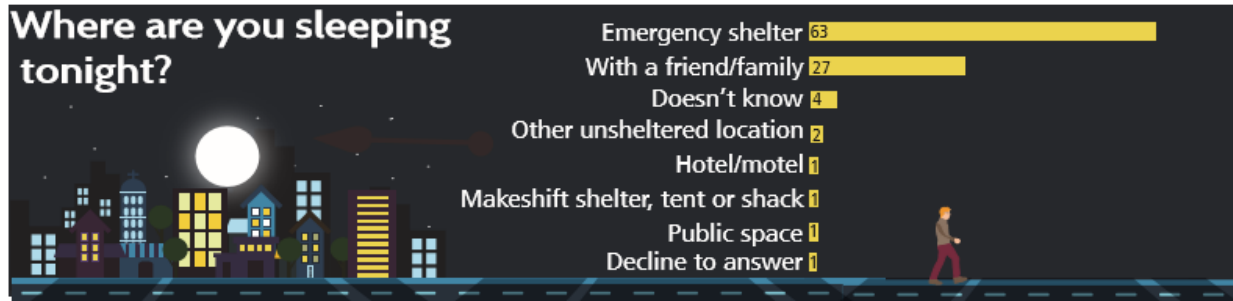 Where are you sleeping
tonight?
Emergency shelter 63
With a friend/family 27
Doesn't know 4
Other unsheltered location 2
Hotel/motel 1
Makeshift shelter, tent or shack 1
Public space 1
Decline to answer 1